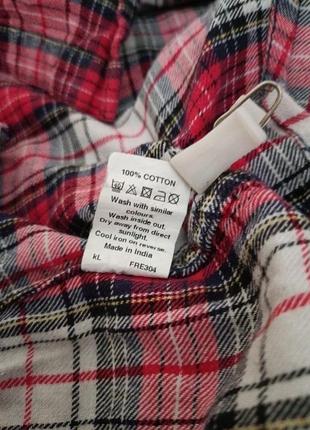 100% COTTON
Wash with similar
colours.
Wash inside out.
Dry away from direct
sunlight.
Cool iron on reverse.
Made in India
kL FRE304